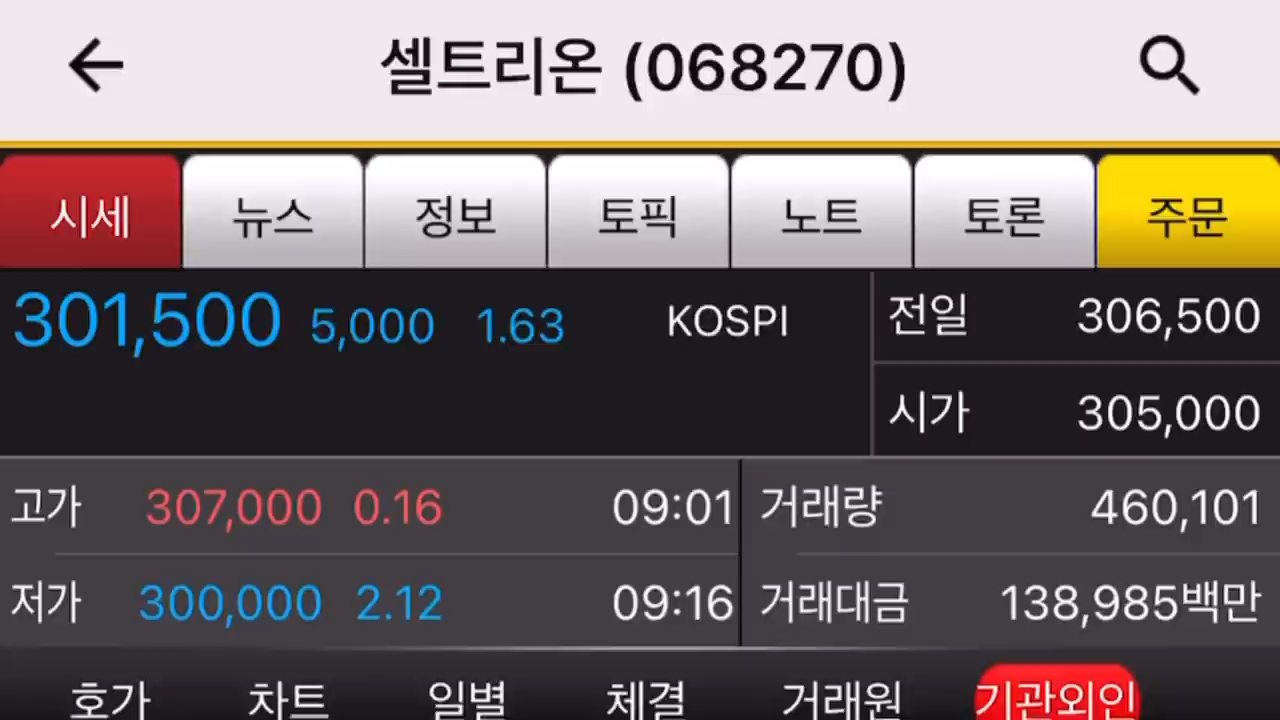 셀트리온 (068270)
시세 뉴스 정보 토픽 노트 토론 주문
301,500 5,000 1.63 KOSPI 전일 306,500
시가 305,000
고가 307,000 0.16 09:01 거래량 460,101
저가 300,000 2.12 09:16 거래대금 138,985백만
호가 차트 일별 체결 거래원 기관외인